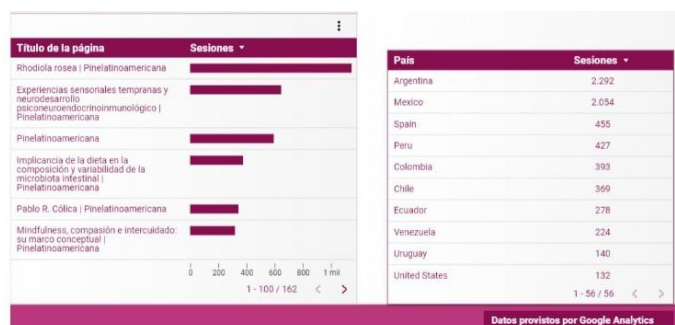 Título de la página Sesiones
Rhodiola rosea | Pinelatinoamericana
Experiencias sensoriales tempranas y
neurodesarrollo
psiconeuroendocrinoinmunológico |
Pinelatinoamericana
Pinelatinoamericana
Implicancia de la dieta en la
composición y variabilidad de la
microbiota intestinal |
Pinelatinoamericana
Pablo R. Cólica | Pinelatinoamericana
Mindfulness, compasión e intercuidado:
su marco conceptual |
Pinelatinoamericana
0 200 400 600 800 1 mil
1 - 100 / 162
País Sesiones
Argentina 2.292
Mexico 2.054
Spain 455
Peru 427
Colombia 393
Chile 369
Ecuador 278
Venezuela 224
Uruguay 140
United States 132
1 - 56 / 56
Datos provistos por Google Analytics